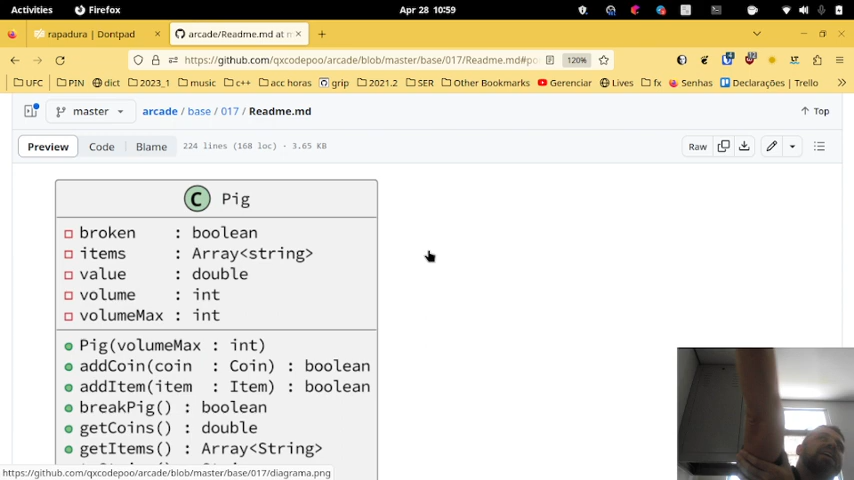 Activities Firefox Apr 28 10:59
rapadura | Dontpad × arcade/Readme.md at m × +
https://github.com/qxcodepoo/arcade/blob/master/base/017/Readme.md#po 120%
UFC PIN dict 2023_1 music c++ acc horas grip 2021.2 SER Other Bookmarks Gerenciar Lives fx Senhas Declarações | Trello
master arcade / base / 017 / Readme.md Top
Preview Code Blame 224 lines (168 loc) · 3.65 KB Raw
C Pig
broken : boolean
items : Array<string>
value : double
volume : int
volumeMax : int
Pig(volumeMax : int)
addCoin(coin : Coin) : boolean
addItem(item : Item) : boolean
breakPig() : boolean
getCoins() : double
getItems() : Array<String>
https://github.com/qxcodepoo/arcade/blob/master/base/017/diagrama.png